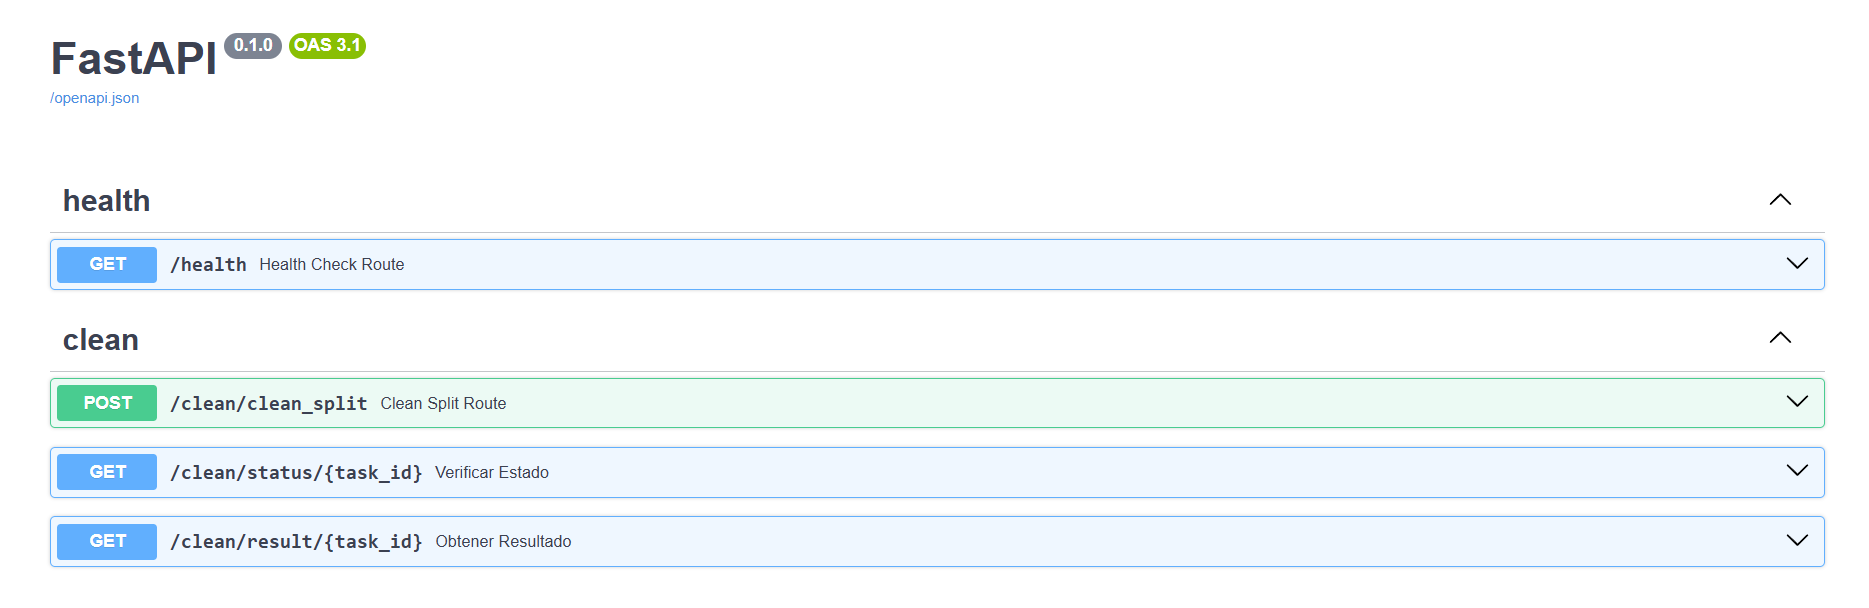 FastAPI 0.1.0 OAS 3.1
/openapi.json
health
GET /health Health Check Route
clean
POST /clean/clean_split Clean Split Route
GET /clean/status/{task_id} Verificar Estado
GET /clean/result/{task_id} Obtener Resultado